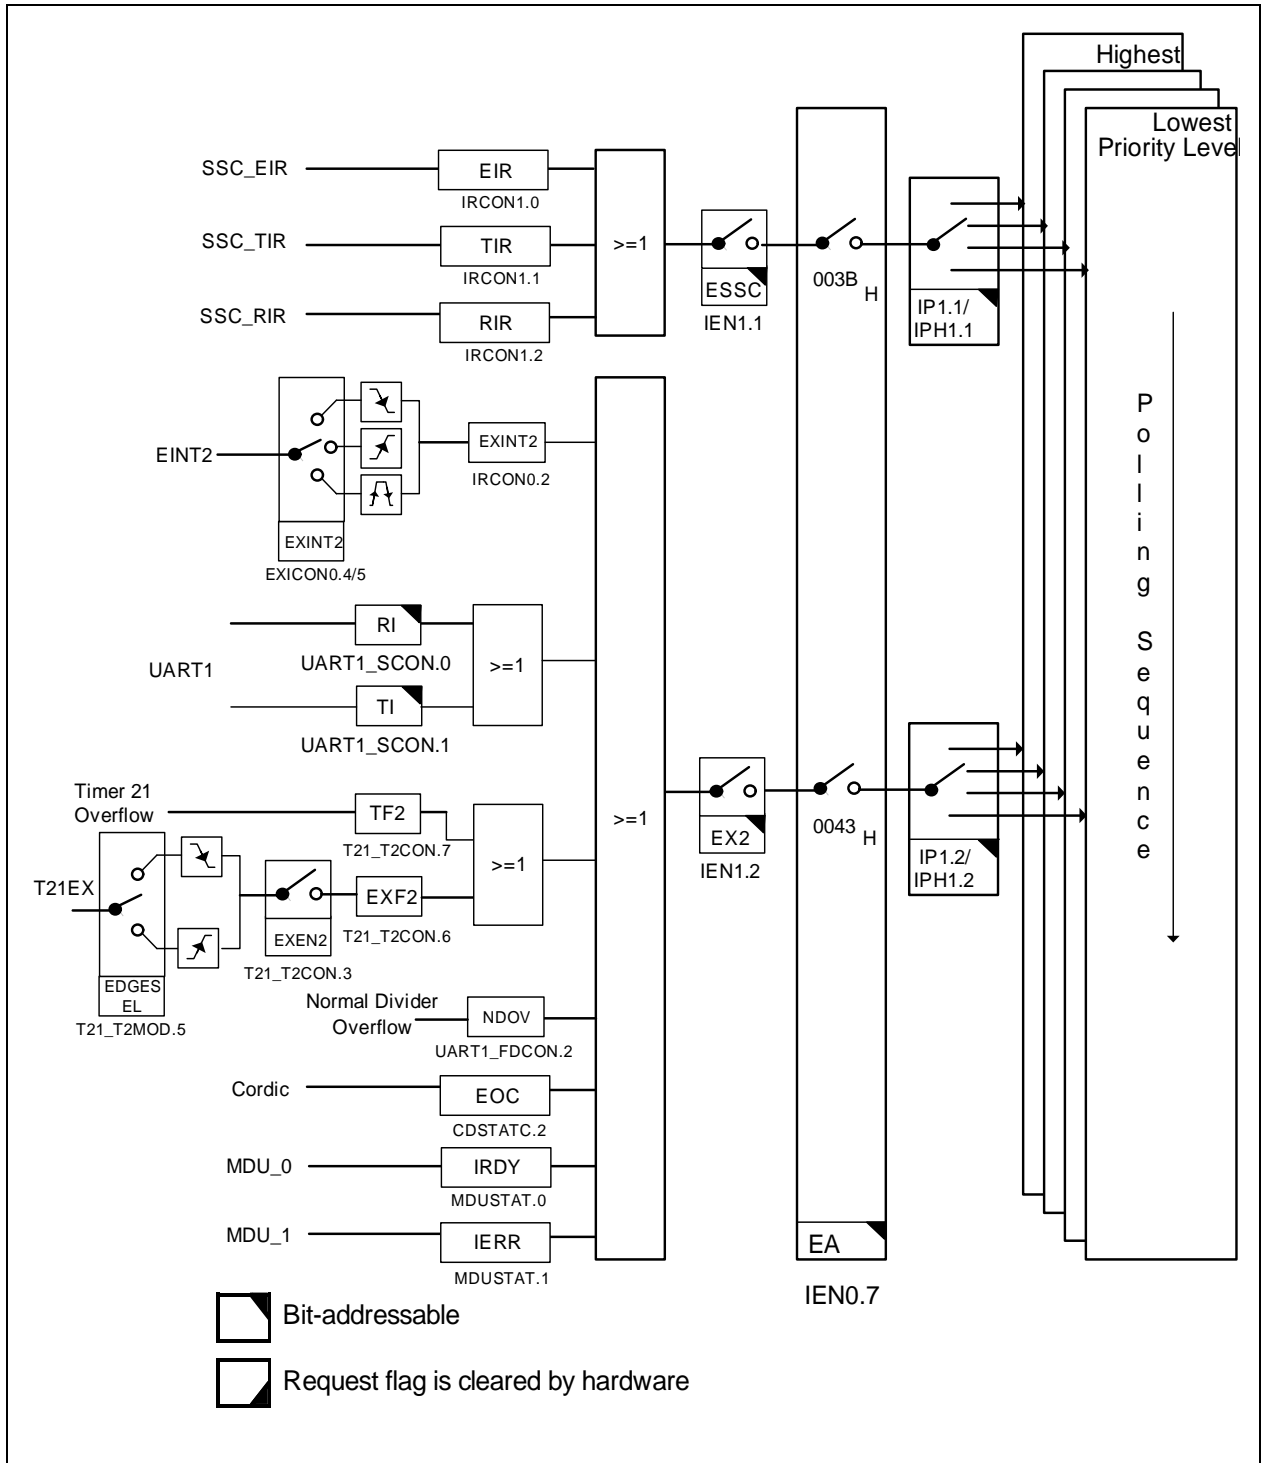 Highest
Lowest
Priority Leve
SSC_EIR
EIR
IRCON1.0
SSC_TIR
TIR
IRCON1.1
SSC_RIR
RIR
IRCON1.2
>=1
ESSC
IEN1.1
003B H
IP1.1/
IPH1.1
EINT2
EXINT2
EXICON0.4/5
EXINT2
IRCON0.2
UART1
RI
UART1_SCON.0
TI
UART1_SCON.1
>=1
Timer 21
Overflow
TF2
T21_T2CON.7
T21EX
EDGES
EL
T21_T2MOD.5
EXEN2
T21_T2CON.3
EXF2
T21_T2CON.6
>=1
Normal Divider
Overflow
NDOV
UART1_FDCON.2
Cordic
EOC
CDSTATC.2
MDU_0
IRDY
MDUSTAT.0
MDU_1
IERR
MDUSTAT.1
>=1
EX2
IEN1.2
0043 H
IP1.2/
IPH1.2
EA
IEN0.7
Polling Sequence
Bit-addressable
Request flag is cleared by hardware